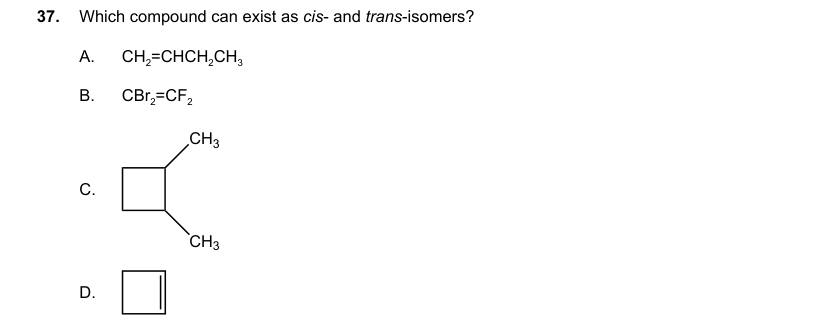 37. Which compound can exist as cis- and trans-isomers?
A. CH₂=CHCH₂CH₃
B. CBr₂=CF₂
CH₃
C.
CH₃
D.